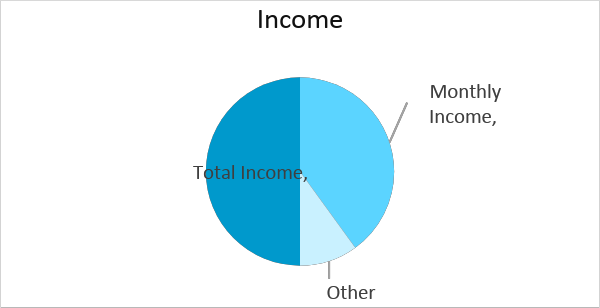 Income
Monthly
Income,
Total Income,
Other